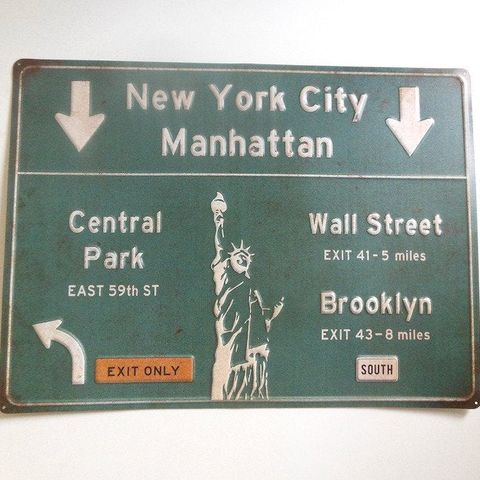 New York City
Manhattan
Central
Park
EAST 59th ST
EXIT ONLY
Wall Street
EXIT 41-5 miles
Brooklyn
EXIT 43-8 miles
SOUTH